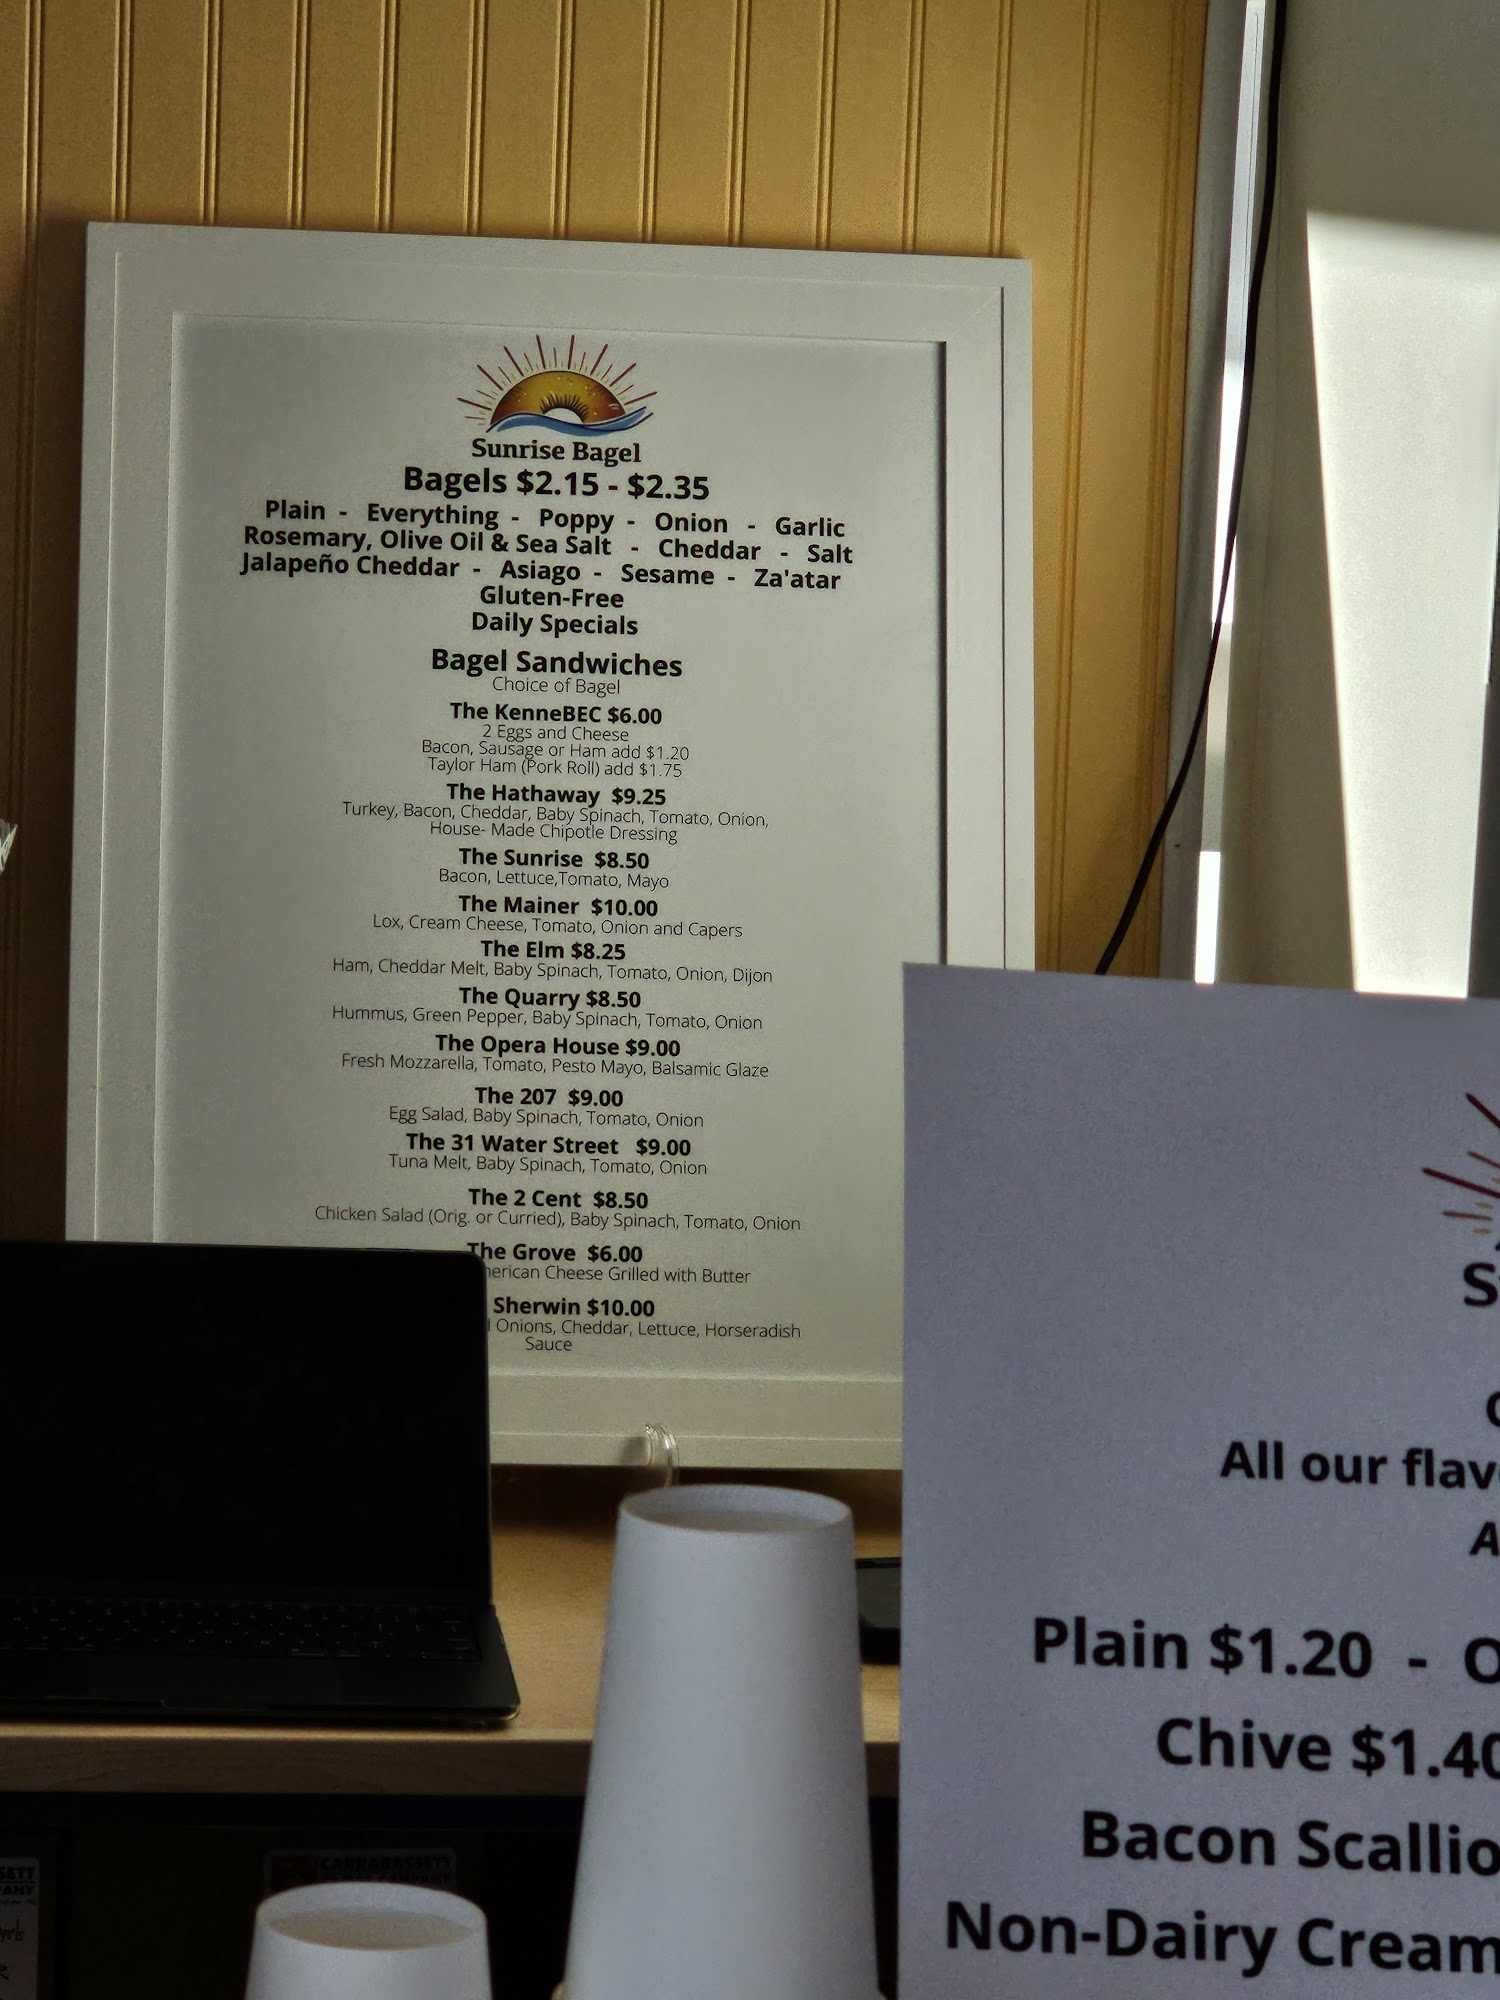 Sunrise Bagel
Bagels $2.15 - $2.35
Plain - Everything - Poppy - Onion - Garlic
Rosemary, Olive Oil & Sea Salt - Cheddar - Salt
Jalapeño Cheddar - Asiago - Sesame - Za'atar
Gluten-Free
Daily Specials
Bagel Sandwiches
Choice of Bagel
The KenneBEC $6.00
2 Eggs and Cheese
Bacon, Sausage or Ham add $1.20
Taylor Ham (Pork Roll) add $1.75
The Hathaway $9.25
Turkey, Bacon, Cheddar, Baby Spinach, Tomato, Onion,
House- Made Chipotle Dressing
The Sunrise $8.50
Bacon, Lettuce,Tomato, Mayo
The Mainer $10.00
Lox, Cream Cheese, Tomato, Onion and Capers
The Elm $8.25
Ham, Cheddar Melt, Baby Spinach, Tomato, Onion, Dijon
The Quarry $8.50
Hummus, Green Pepper, Baby Spinach, Tomato, Onion
The Opera House $9.00
Fresh Mozzarella, Tomato, Pesto Mayo, Balsamic Glaze
The 207 $9.00
Egg Salad, Baby Spinach, Tomato, Onion
The 31 Water Street $9.00
Tuna Melt, Baby Spinach, Tomato, Onion
The 2 Cent $8.50
Chicken Salad (Orig. or Curried), Baby Spinach, Tomato, Onion
The Grove $6.00
Cheese Grilled with Butter
Sherwin $10.00
Onions, Cheddar, Lettuce, Horseradish
Sauce
All our flav
Plain $1.20 - O
Chive $1.40
Bacon Scallio
Non-Dairy Cream
CARRABASSETT